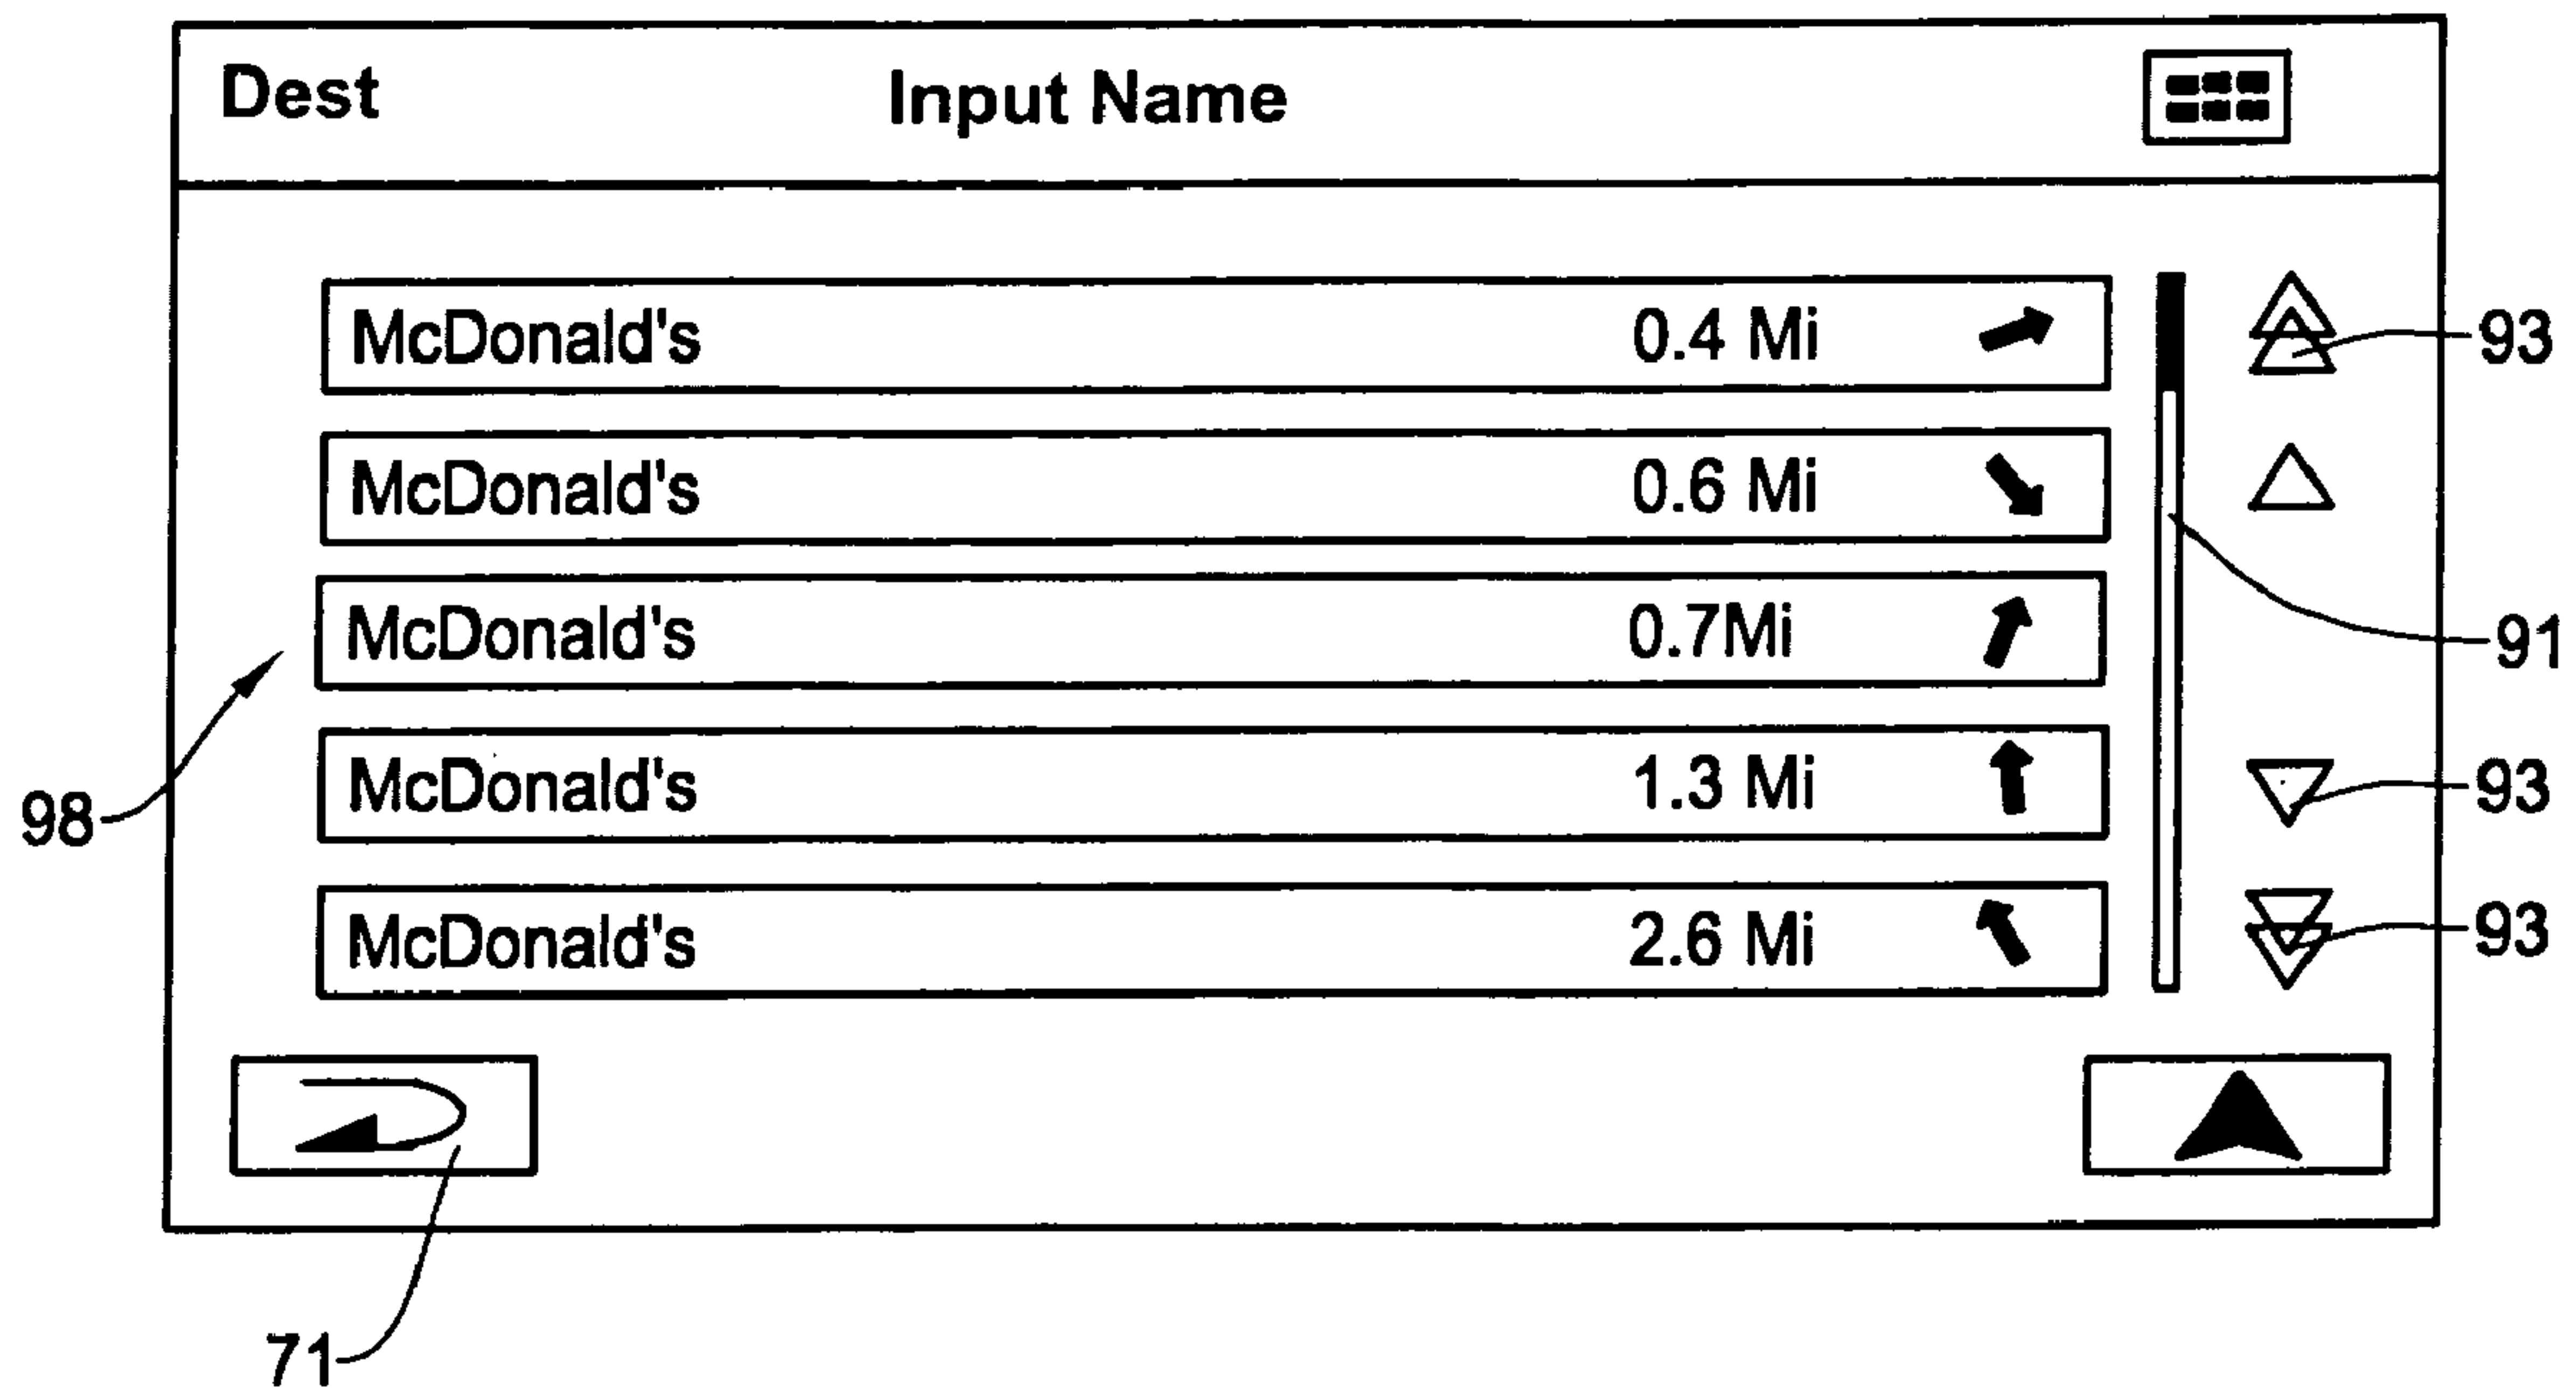 Dest Input Name
McDonald's 0.4 Mi
93
McDonald's 0.6 Mi
McDonald's 0.7Mi
91
98
McDonald's 1.3 Mi
93
McDonald's 2.6 Mi
93
71